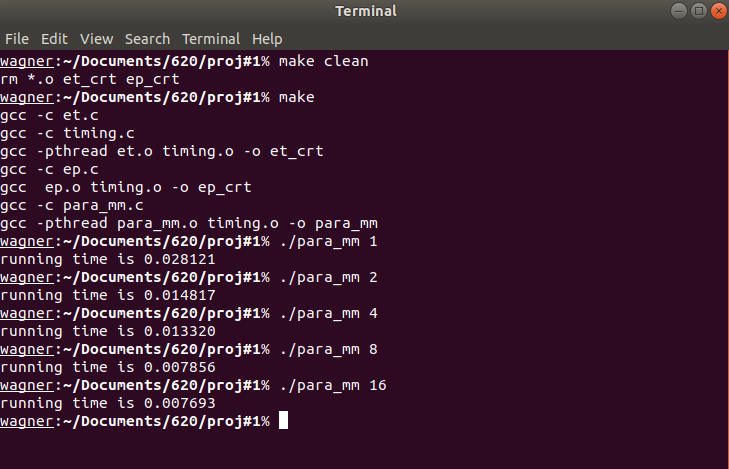 Terminal
File Edit View Search Terminal Help
wagner:~/Documents/620/proj#1% make clean
rm *.o et_crt ep_crt
wagner:~/Documents/620/proj#1% make
gcc -c et.c
gcc -c timing.c
gcc -pthread et.o timing.o -o et_crt
gcc -c ep.c
gcc  ep.o timing.o -o ep_crt
gcc -c para_mm.c
gcc -pthread para_mm.o timing.o -o para_mm
wagner:~/Documents/620/proj#1% ./para_mm 1
running time is 0.028121
wagner:~/Documents/620/proj#1% ./para_mm 2
running time is 0.014817
wagner:~/Documents/620/proj#1% ./para_mm 4
running time is 0.013320
wagner:~/Documents/620/proj#1% ./para_mm 8
running time is 0.007856
wagner:~/Documents/620/proj#1% ./para_mm 16
running time is 0.007693
wagner:~/Documents/620/proj#1%